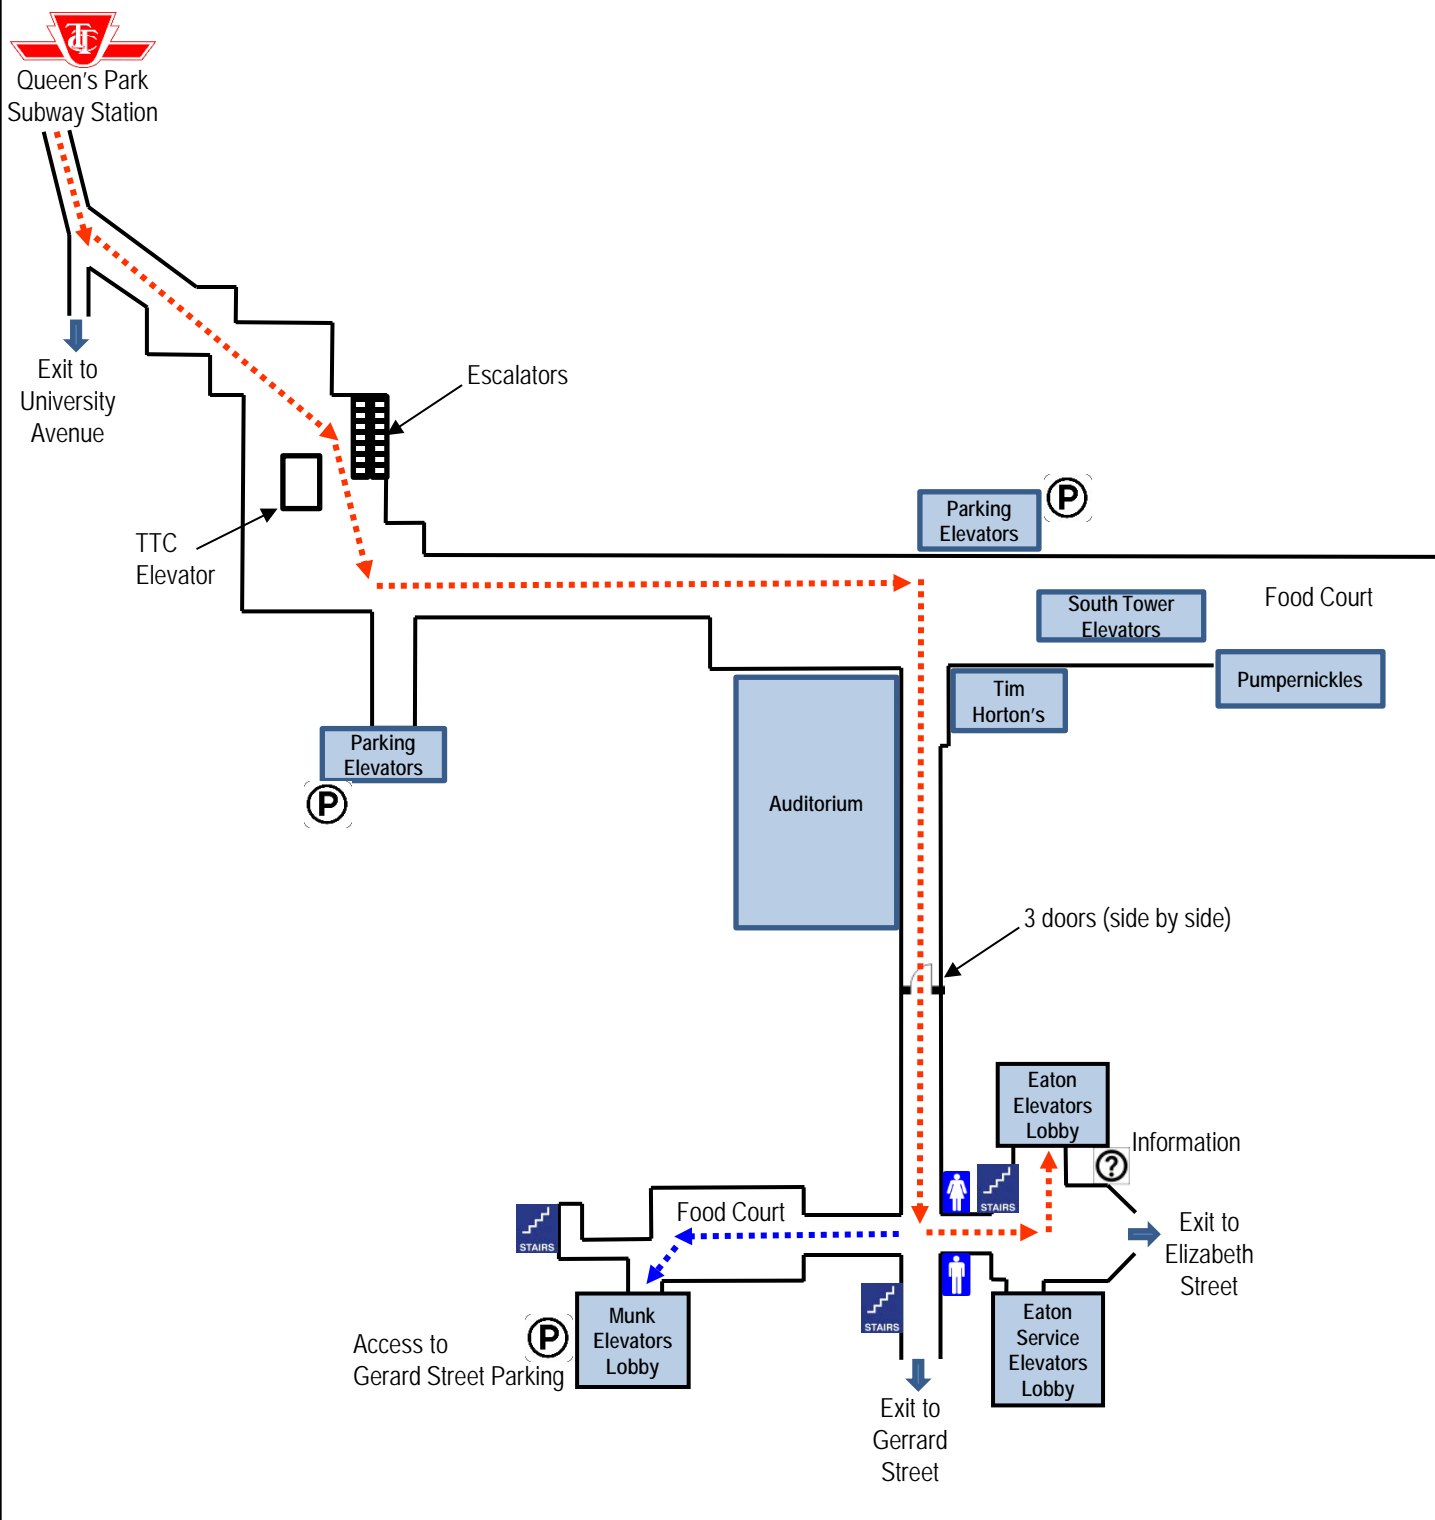 TTC
Queen's Park
Subway Station
Exit to
University
Avenue
Escalators
TTC
Elevator
Parking
Elevators
P
South Tower
Elevators
Food Court
Tim
Horton's
Pumpernickles
Parking
Elevators
P
Auditorium
3 doors (side by side)
Eaton
Elevators
Lobby
Information
?
STAIRS
STAIRS
Food Court
Exit to
Elizabeth
Street
STAIRS
Munk
Elevators
Lobby
P
Access to
Gerard Street Parking
Eaton
Service
Elevators
Lobby
Exit to
Gerrard
Street